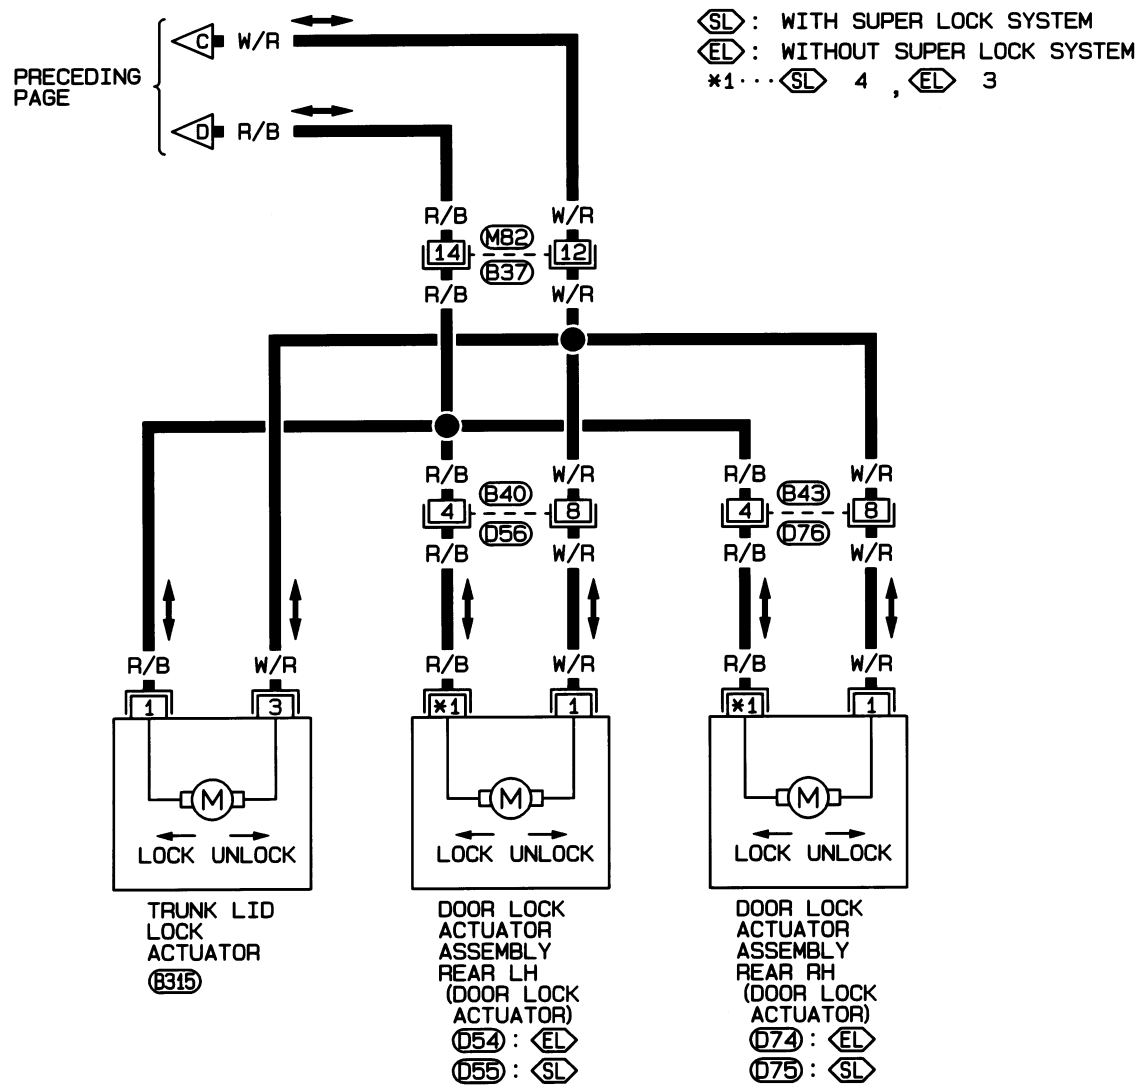 SL : WITH SUPER LOCK SYSTEM
EL : WITHOUT SUPER LOCK SYSTEM
*1··· SL 4 , EL 3
PRECEDING
PAGE
C W/R
D R/B
R/B W/R
14 M82 12
B37
R/B W/R
R/B W/R R/B W/R
4 B40 8 4 B43 8
D56 D76
R/B W/R R/B W/R
R/B W/R R/B W/R R/B W/R
1 3 *1 1 *1 1
M M M
LOCK UNLOCK LOCK UNLOCK LOCK UNLOCK
TRUNK LID
LOCK
ACTUATOR
B315
DOOR LOCK
ACTUATOR
ASSEMBLY
REAR LH
(DOOR LOCK
ACTUATOR)
D54 : EL
D55 : SL
DOOR LOCK
ACTUATOR
ASSEMBLY
REAR RH
(DOOR LOCK
ACTUATOR)
D74 : EL
D75 : SL